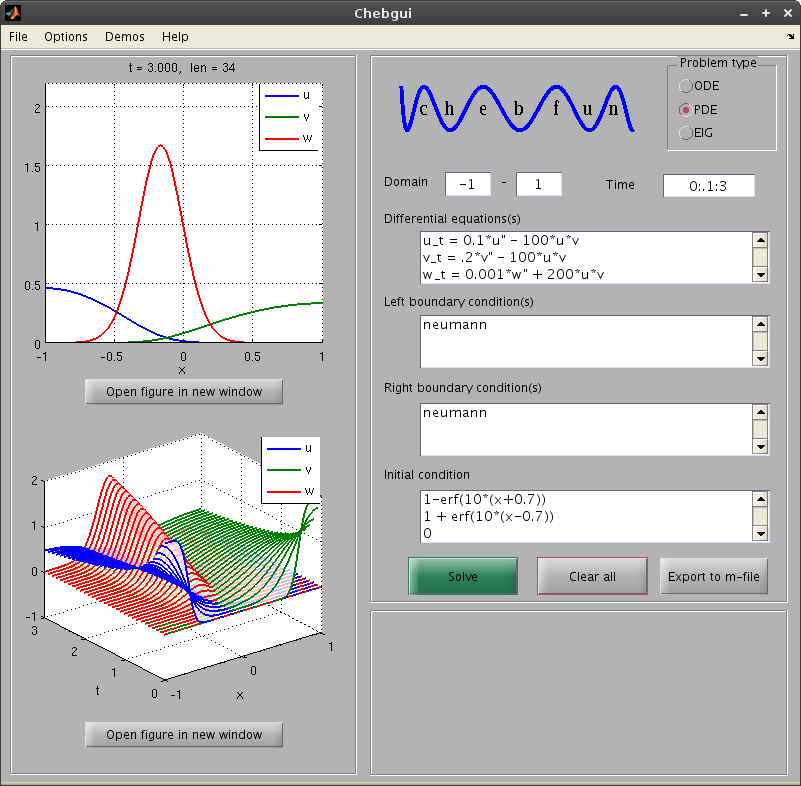 Chebgui
File Options Demos Help
t = 3.000, len = 34
u
v
w
2
1.5
1
0.5
0
-1 -0.5 0 0.5 1
x
Open figure in new window
u
v
w
2
1
0
-1
3
2
1
0
t
-1
0
1
x
Open figure in new window
chebfun
Problem type
ODE
PDE
EIG
Domain -1 - 1 Time 0:.1:3
Differential equations(s)
u_t = 0.1*u" - 100*u*v
v_t = .2*v" - 100*u*v
w_t = 0.001*w" + 200*u*v
Left boundary condition(s)
neumann
Right boundary condition(s)
neumann
Initial condition
1-erf(10*(x+0.7))
1 + erf(10*(x-0.7))
0
Solve Clear all Export to m-file